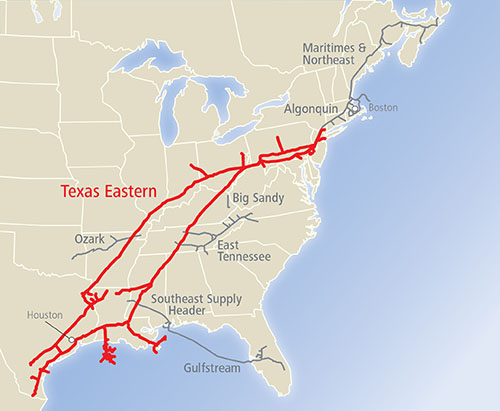 Maritimes &
Northeast
Algonquin
Boston
Texas Eastern
Big Sandy
Ozark
East
Tennessee
Southeast Supply
Header
Houston
Gulfstream